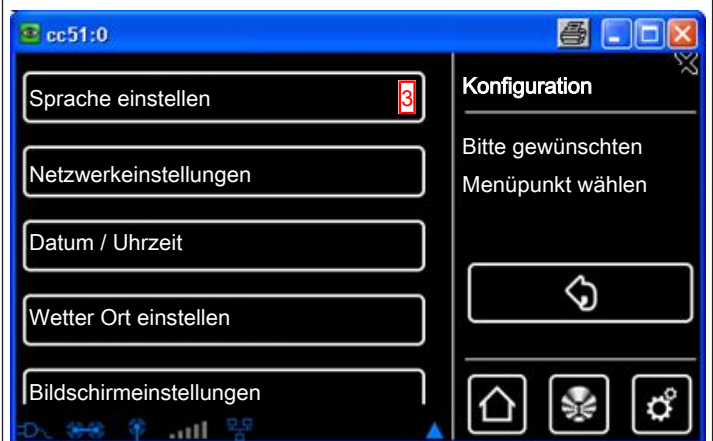 cc51:0
Sprache einstellen 3
Netzwerkeinstellungen
Datum / Uhrzeit
Wetter Ort einstellen
Bildschirmeinstellungen
Konfiguration
Bitte gewünschten
Menüpunkt wählen